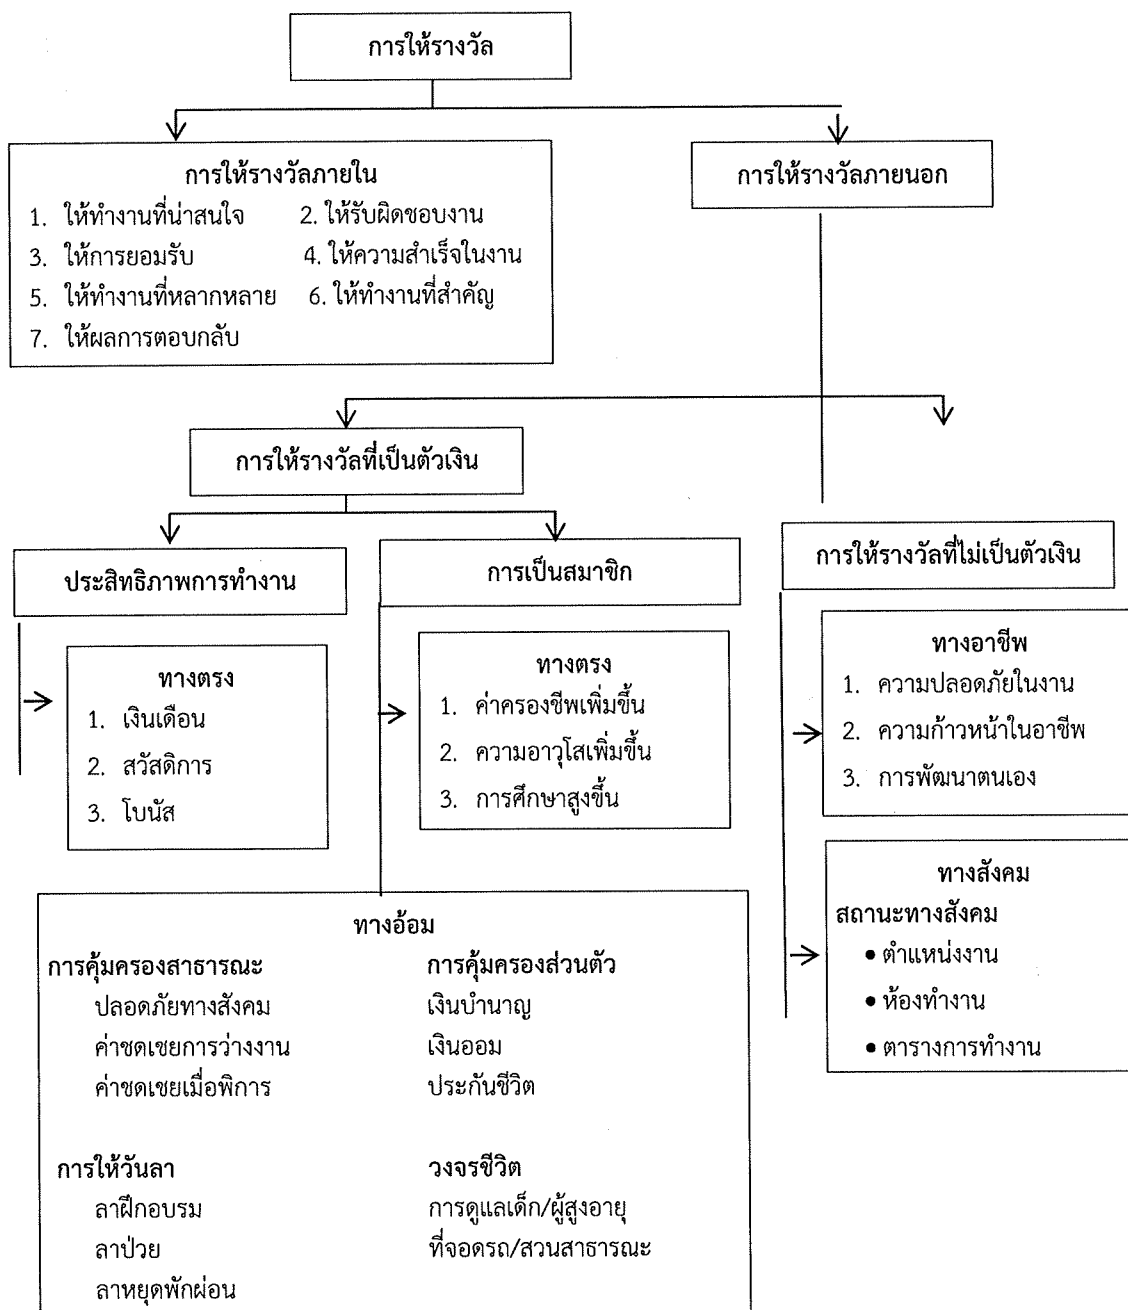 การให้รางวัล
การให้รางวัลภายใน
1. ให้ทำงานที่น่าสนใจ 2. ให้รับผิดชอบงาน
3. ให้การยอมรับ 4. ให้ความสำเร็จในงาน
5. ให้ทำงานที่หลากหลาย 6. ให้ทำงานที่สำคัญ
7. ให้ผลการตอบกลับ
การให้รางวัลภายนอก
การให้รางวัลที่เป็นตัวเงิน
ประสิทธิภาพการทำงาน
ทางตรง
1. เงินเดือน
2. สวัสดิการ
3. โบนัส
การเป็นสมาชิก
ทางตรง
1. ค่าครองชีพเพิ่มขึ้น
2. ความอาวุโสเพิ่มขึ้น
3. การศึกษาสูงขึ้น
ทางอ้อม
การคุ้มครองสาธารณะ
ปลอดภัยทางสังคม
ค่าชดเชยการว่างงาน
ค่าชดเชยเมื่อพิการ
การคุ้มครองส่วนตัว
เงินบำนาญ
เงินออม
ประกันชีวิต
การให้วันลา
ลาฝึกอบรม
ลาป่วย
ลาหยุดพักผ่อน
วงจรชีวิต
การดูแลเด็ก/ผู้สูงอายุ
ที่จอดรถ/สวนสาธารณะ
การให้รางวัลที่ไม่เป็นตัวเงิน
ทางอาชีพ
1. ความปลอดภัยในงาน
2. ความก้าวหน้าในอาชีพ
3. การพัฒนาตนเอง
ทางสังคม
สถานะทางสังคม
• ตำแหน่งงาน
• ห้องทำงาน
• ตารางการทำงาน